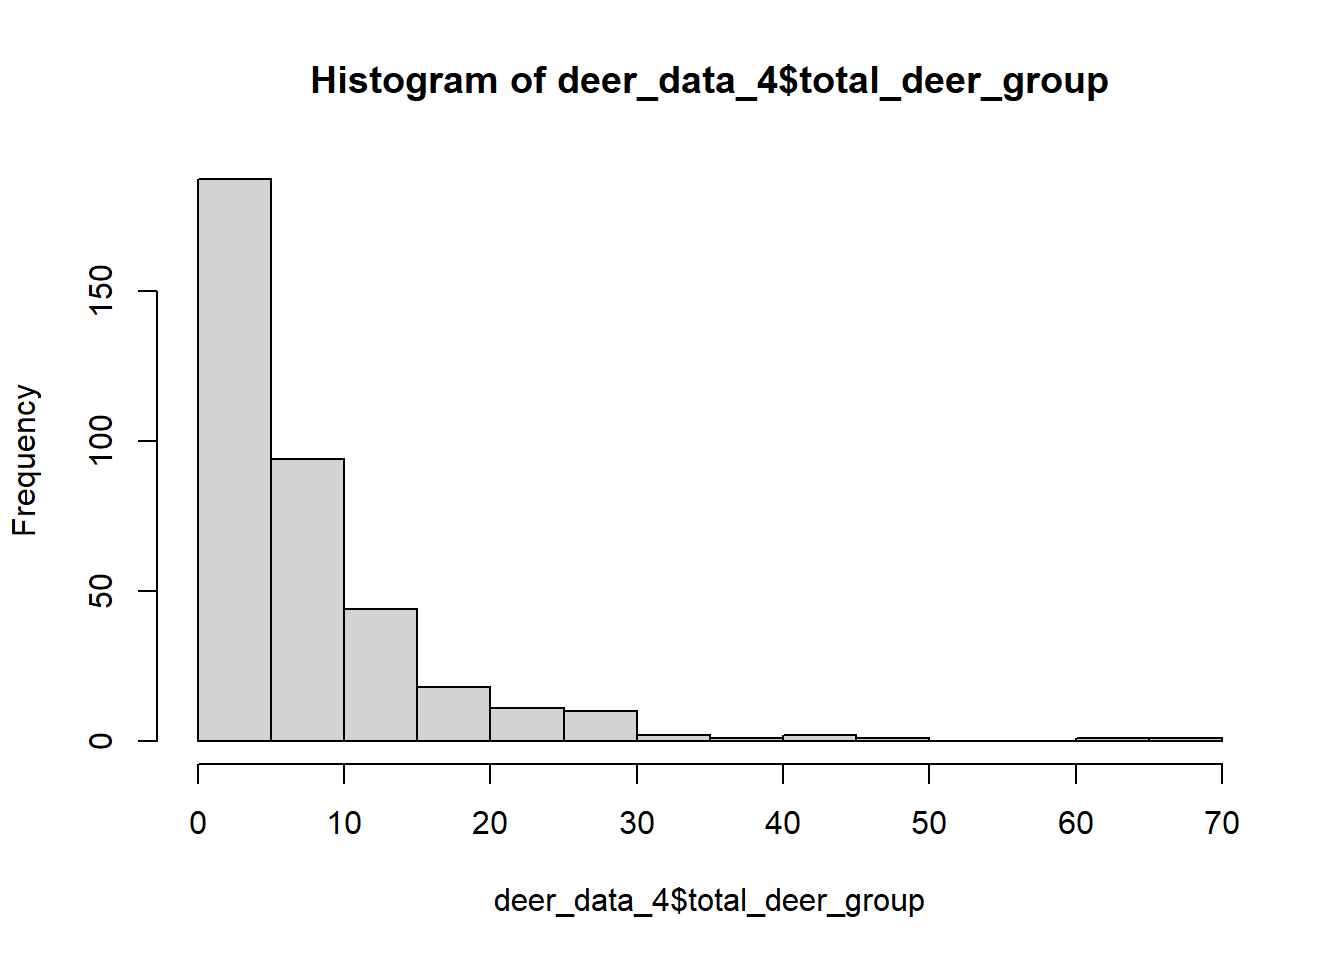 Histogram of deer_data_4$total_deer_group
Frequency
150
100
50
0
0 10 20 30 40 50 60 70
deer_data_4$total_deer_group